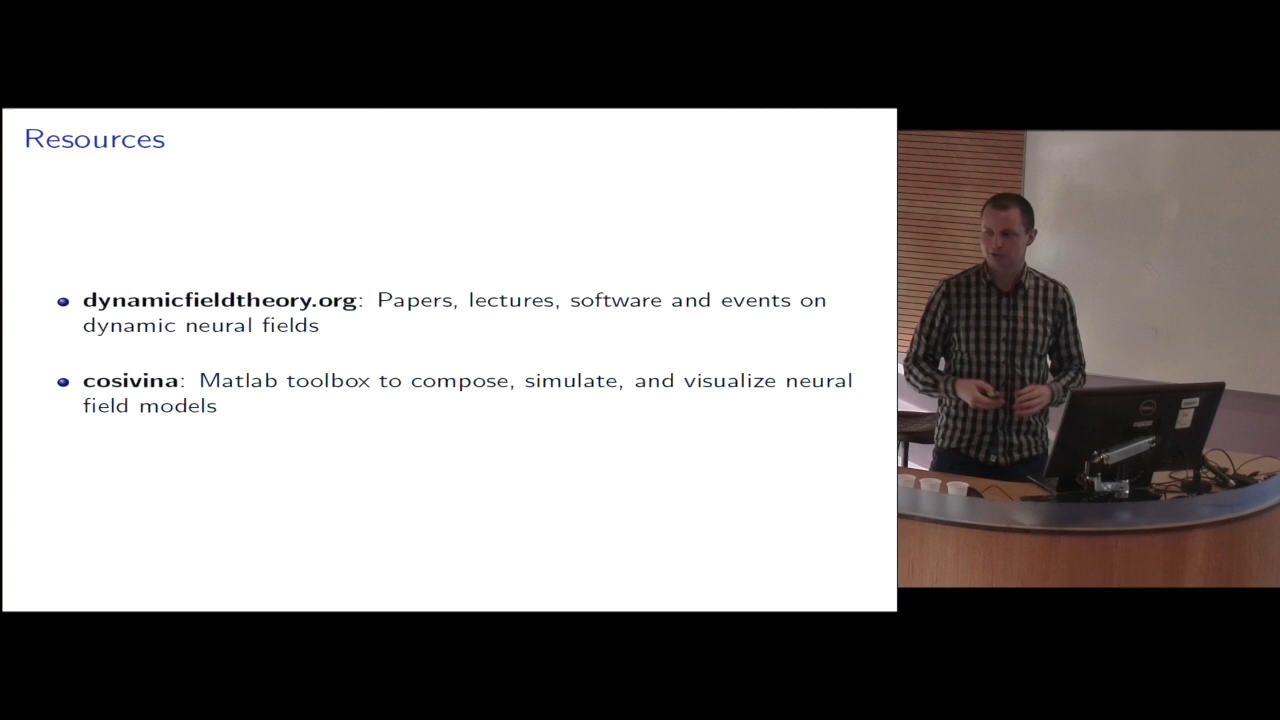 Resources
dynamicfieldtheory.org: Papers, lectures, software and events on
dynamic neural fields
cosivina: Matlab toolbox to compose, simulate, and visualize neural
field models